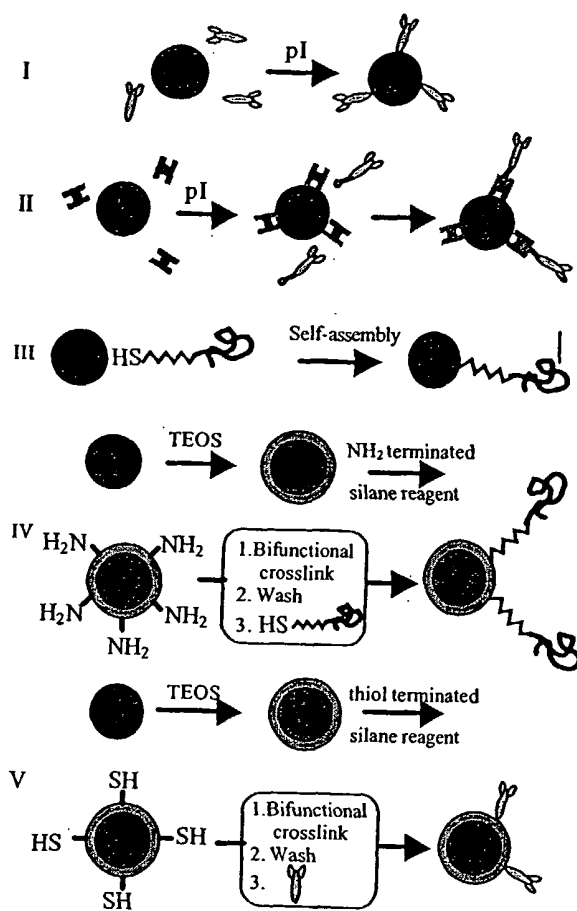 I
pI
II
pI
III
HS
Self-assembly
TEOS
NH₂ terminated
silane reagent
IV
H₂N
NH₂
H₂N
NH₂
H₂N
NH₂
NH₂
1.Bifunctional
crosslink
2. Wash
3. HS
TEOS
thiol terminated
silane reagent
V
SH
HS
SH
SH
1.Bifunctional
crosslink
2. Wash
3.